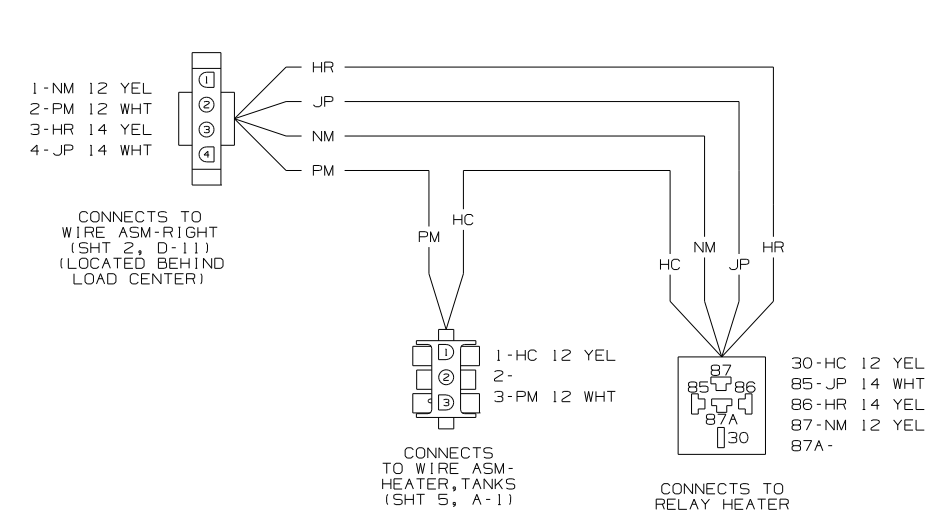 HR
JP
NM
PM
1-NM 12 YEL
2-PM 12 WHT
3-HR 14 YEL
4-JP 14 WHT
1
2
3
4
CONNECTS TO
WIRE ASM-RIGHT
(SHT 2, D-11)
(LOCATED BEHIND
LOAD CENTER)
PM
HC
HC
NM
JP
HR
1
2
3
1-HC 12 YEL
2-
3-PM 12 WHT
CONNECTS
TO WIRE ASM-
HEATER,TANKS
(SHT 5, A-1)
87
85 86
87A
30
30-HC 12 YEL
85-JP 14 WHT
86-HR 14 YEL
87-NM 12 YEL
87A-
CONNECTS TO
RELAY HEATER